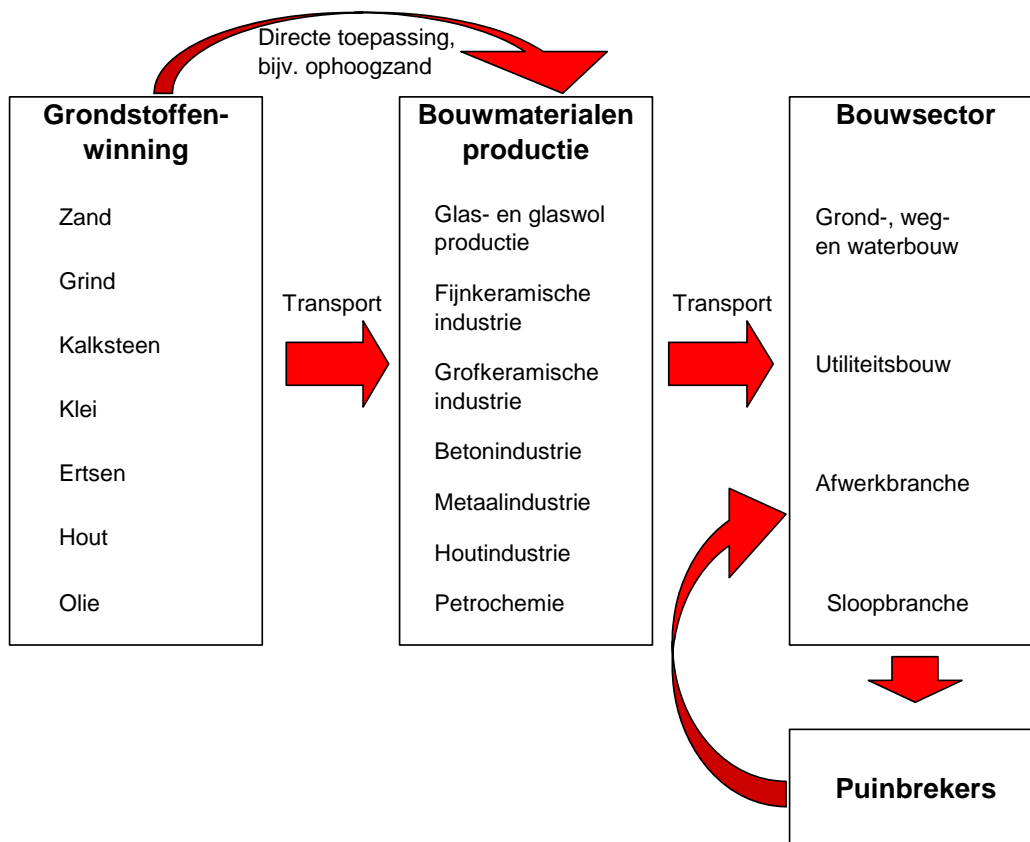 Directe toepassing,
bijv. ophoogzand
Grondstoffen-
winning
Zand
Grind
Kalksteen
Klei
Ertsen
Hout
Olie
Transport
Bouwmaterialen
productie
Glas- en glaswol
productie
Fijnkeramische
industrie
Grofkeramische
industrie
Betonindustrie
Metaalindustrie
Houtindustrie
Petrochemie
Transport
Bouwsector
Grond-, weg-
en waterbouw
Utiliteitsbouw
Afwerkbranche
Sloopbranche
Puinbrekers